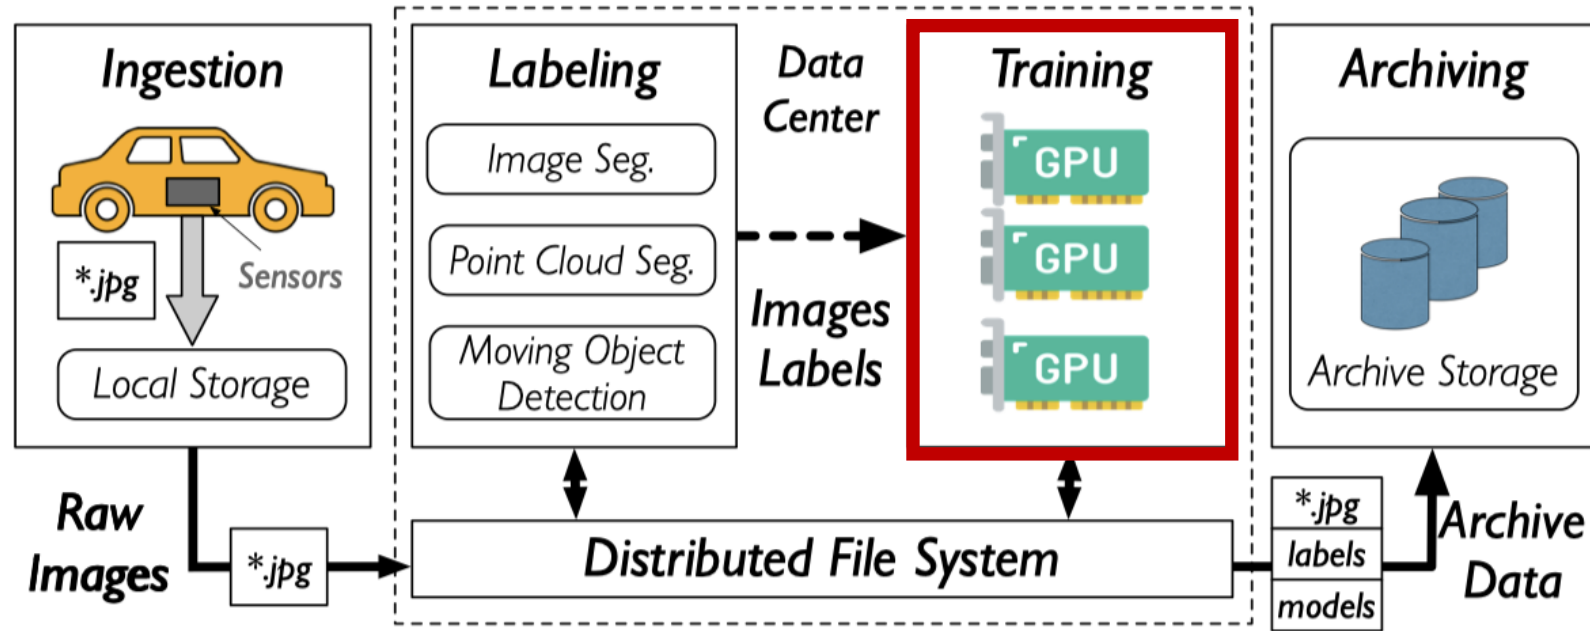 Ingestion
*.jpg
Sensors
Local Storage
Raw
Images
*.jpg
Labeling
Image Seg.
Point Cloud Seg.
Moving Object
Detection
Data
Center
Images
Labels
Training
GPU
GPU
GPU
Distributed File System
Archiving
Archive Storage
*.jpg
labels
models
Archive
Data